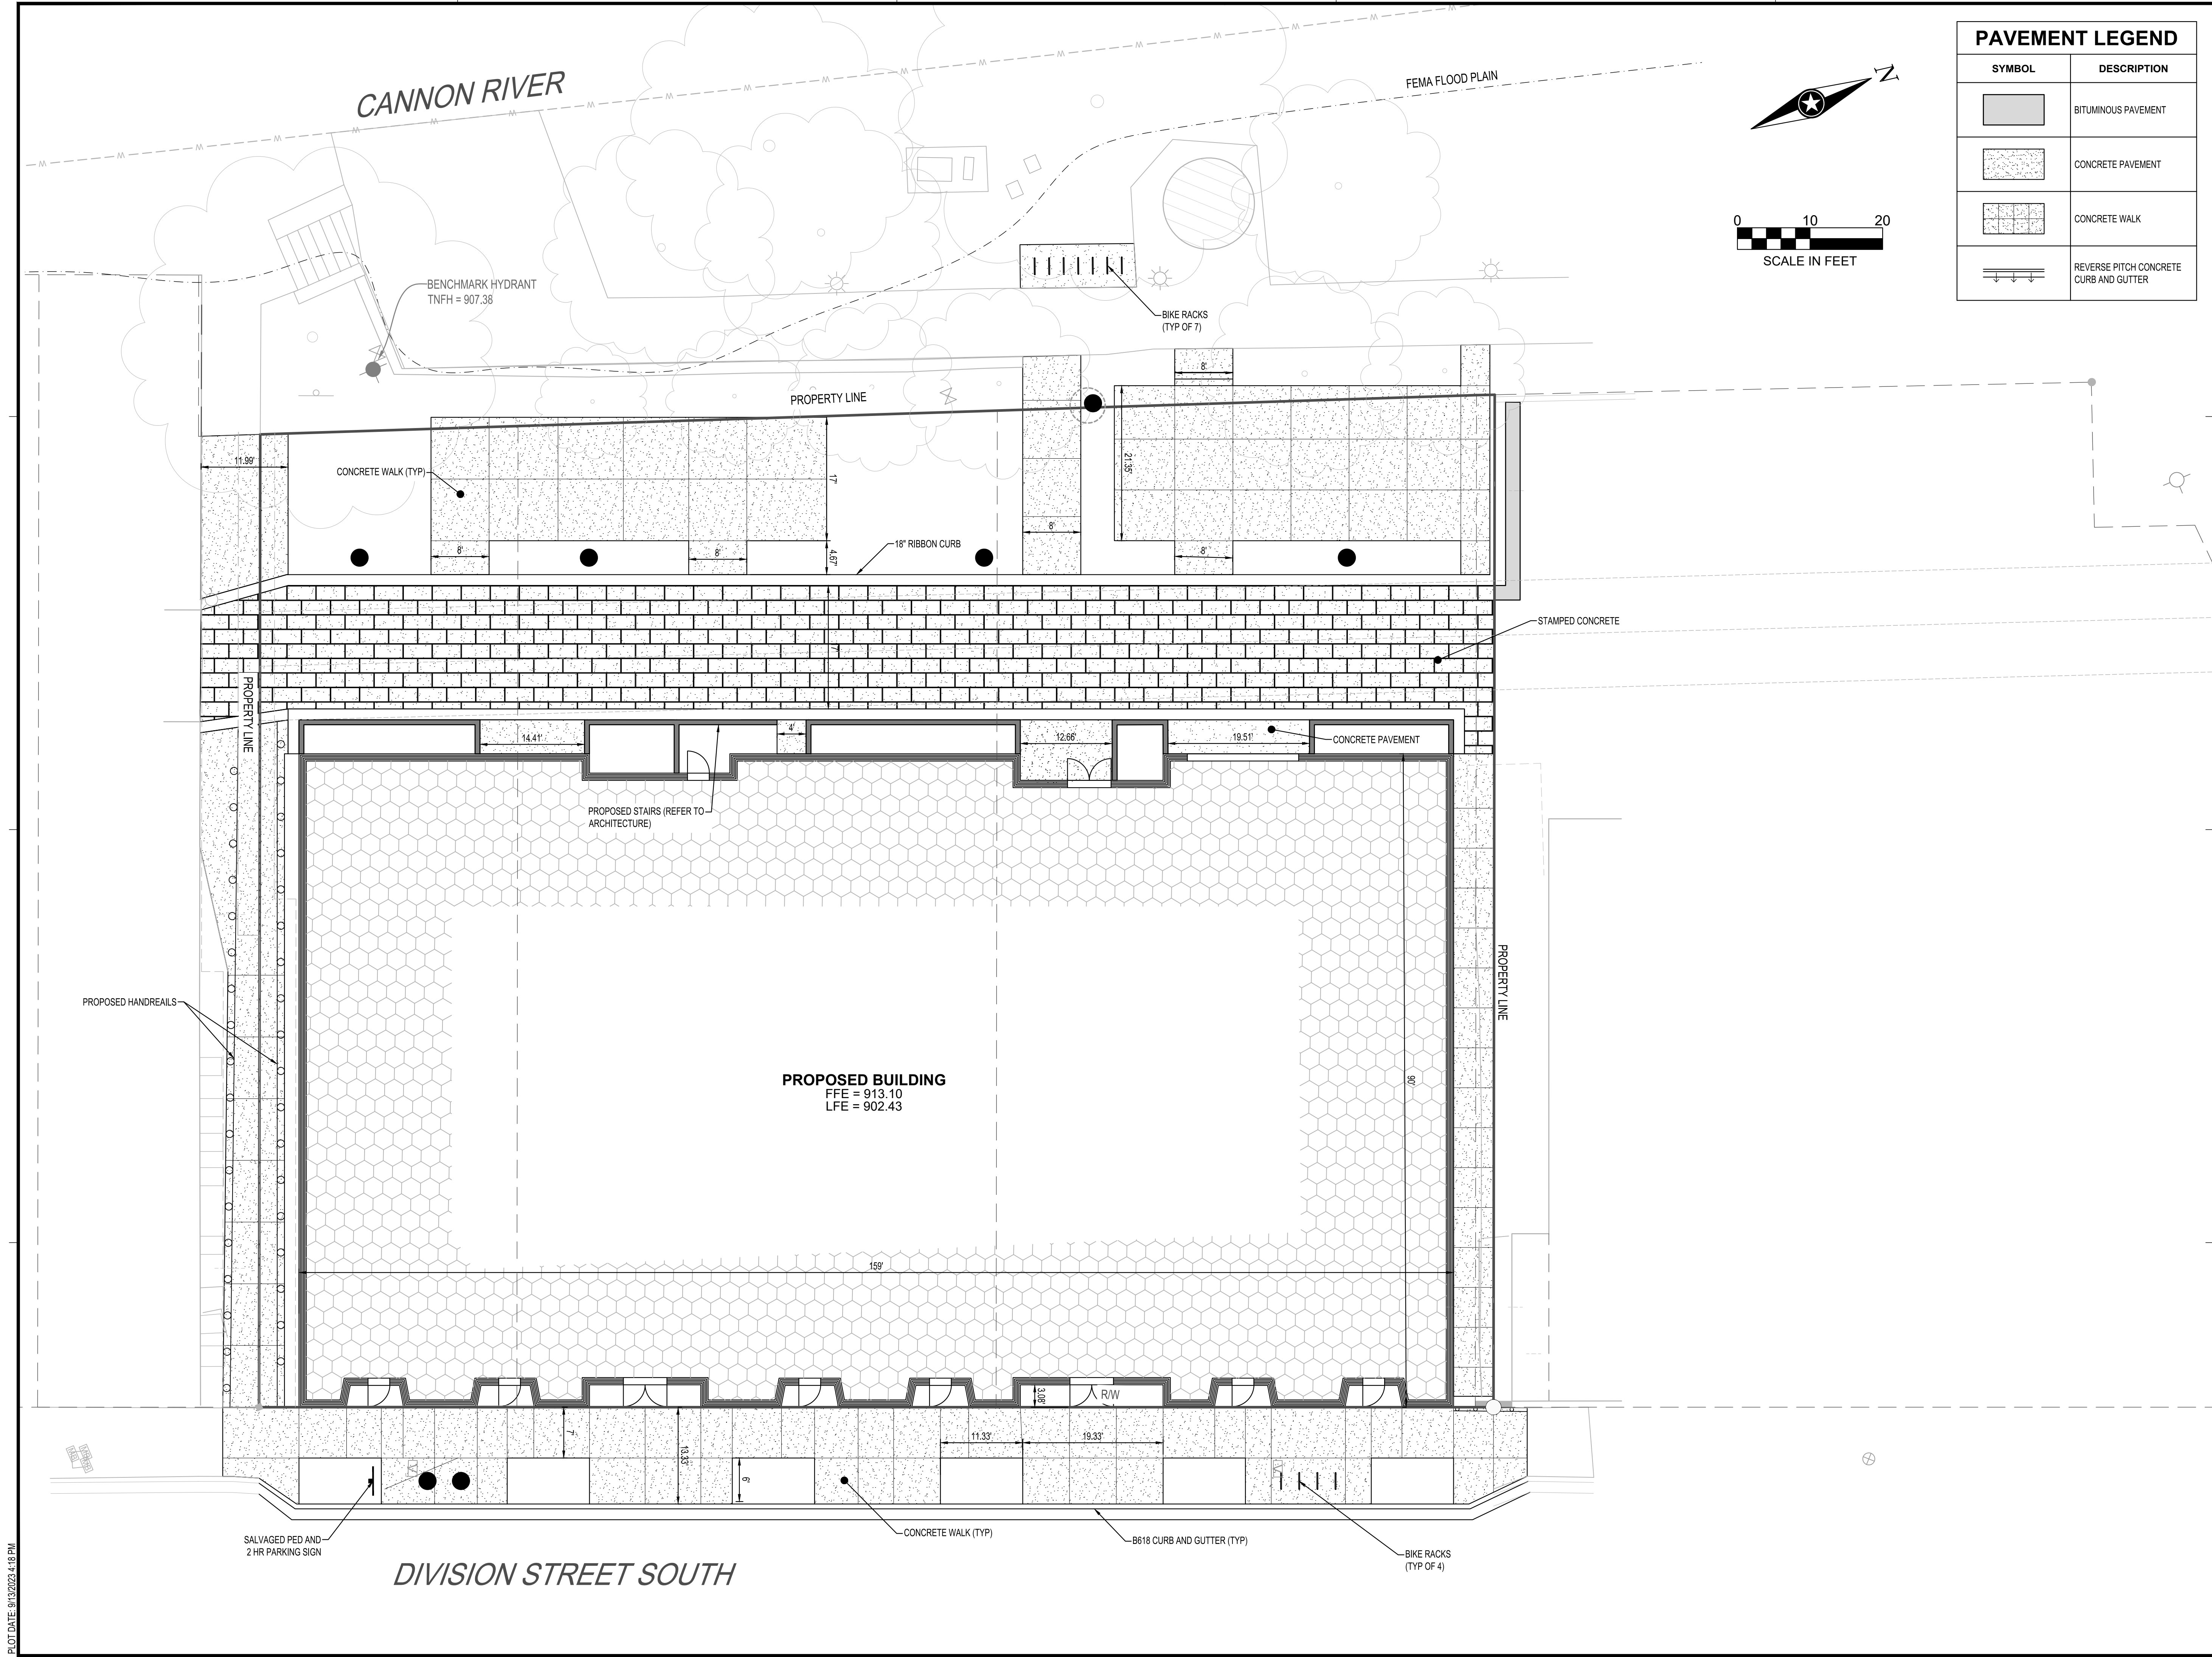 PAVEMENT LEGEND
SYMBOL
DESCRIPTION
BITUMINOUS PAVEMENT
CONCRETE PAVEMENT
CONCRETE WALK
REVERSE PITCH CONCRETE
CURB AND GUTTER
N
0 10 20
SCALE IN FEET
CANNON RIVER
W W W W W W W W W W W W W W W W W W W
FEMA FLOOD PLAIN
BENCHMARK HYDRANT
TNFH = 907.38
BIKE RACKS
(TYP OF 7)
PROPERTY LINE
8'
11.99'
CONCRETE WALK (TYP)
17'
21.35'
8'
8'
4.67'
8'
8'
18" RIBBON CURB
STAMPED CONCRETE
PROPERTY LINE
14.41'
4'
12.66'
19.51'
CONCRETE PAVEMENT
PROPOSED STAIRS (REFER TO
ARCHITECTURE)
PROPOSED HANDREAILS
PROPERTY LINE
PROPOSED BUILDING
FFE = 913.10
LFE = 902.43
90'
159'
3.08'
R/W
7'
13.33'
11.33'
19.33'
6'
SALVAGED PED AND
2 HR PARKING SIGN
CONCRETE WALK (TYP)
B618 CURB AND GUTTER (TYP)
BIKE RACKS
(TYP OF 4)
DIVISION STREET SOUTH
PLOT DATE: 9/13/2023 4:18 PM